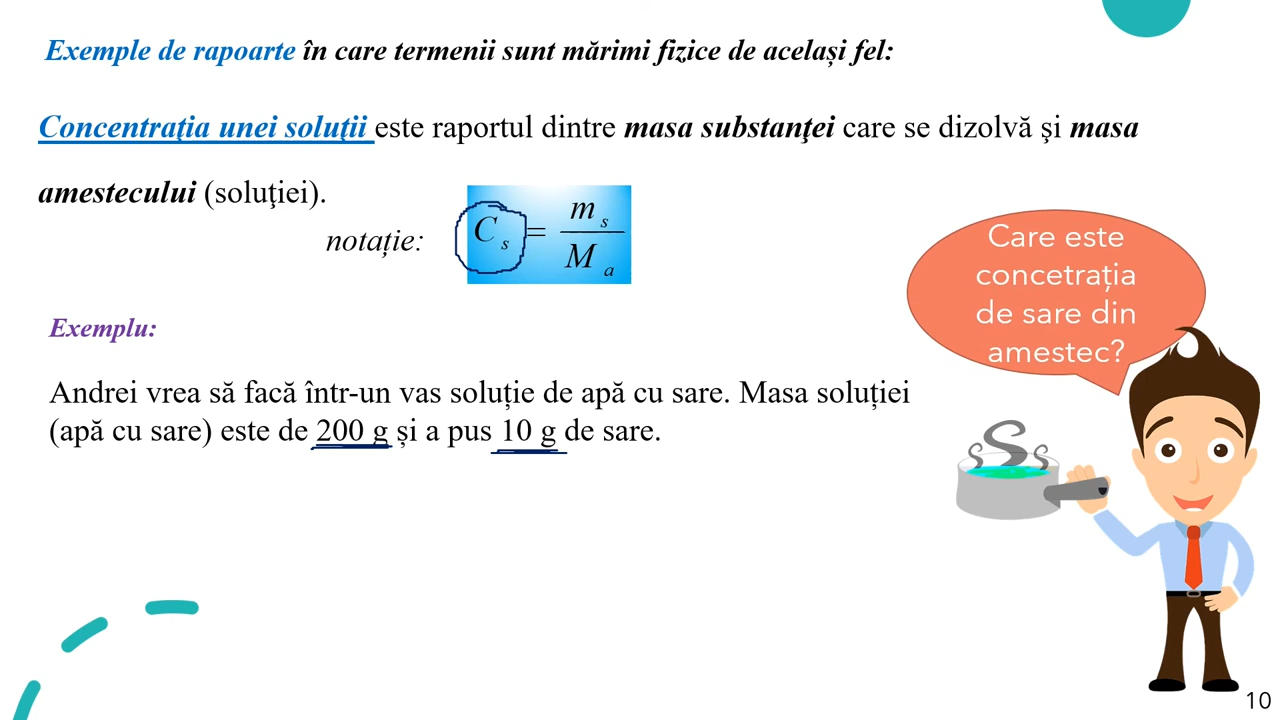 Exemple de rapoarte în care termenii sunt mărimi fizice de același fel:
Concentraţia unei soluţii este raportul dintre masa substanţei care se dizolvă şi masa
amestecului (soluţiei).
notație:
C s = m s / M a
Care este
concetrația
de sare din
amestec?
Exemplu:
Andrei vrea să facă într-un vas soluție de apă cu sare. Masa soluției
(apă cu sare) este de 200 g și a pus 10 g de sare.
10